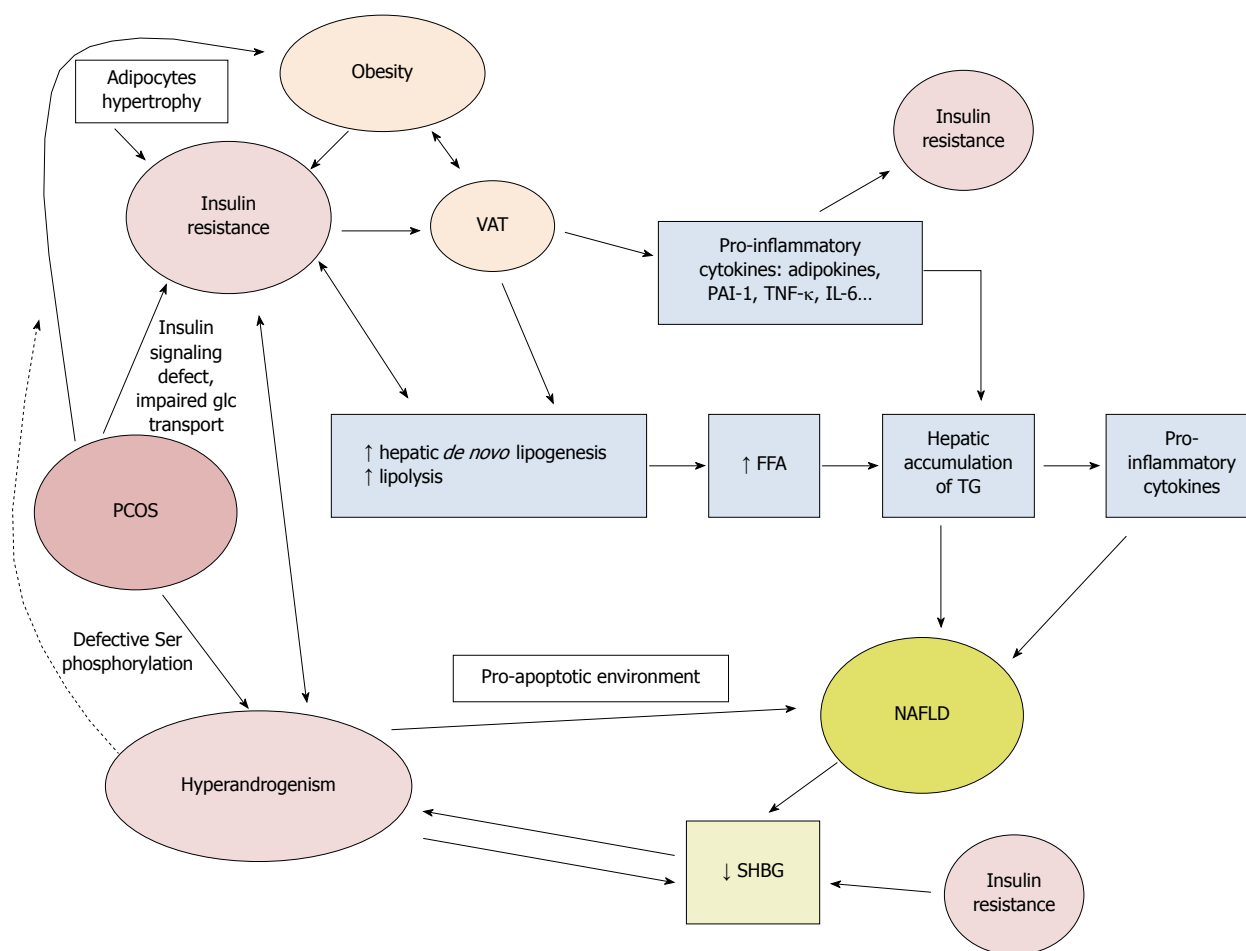 Obesity
Adipocytes
hypertrophy
Insulin
resistance
Insulin
resistance
VAT
Pro-inflammatory
cytokines: adipokines,
PAI-1, TNF-κ, IL-6...
Insulin
signaling
defect,
impaired glc
transport
↑ hepatic de novo lipogenesis
↑ lipolysis
↑ FFA
Hepatic
accumulation
of TG
Pro-
inflammatory
cytokines
PCOS
Defective Ser
phosphorylation
Pro-apoptotic environment
NAFLD
Hyperandrogenism
↓ SHBG
Insulin
resistance